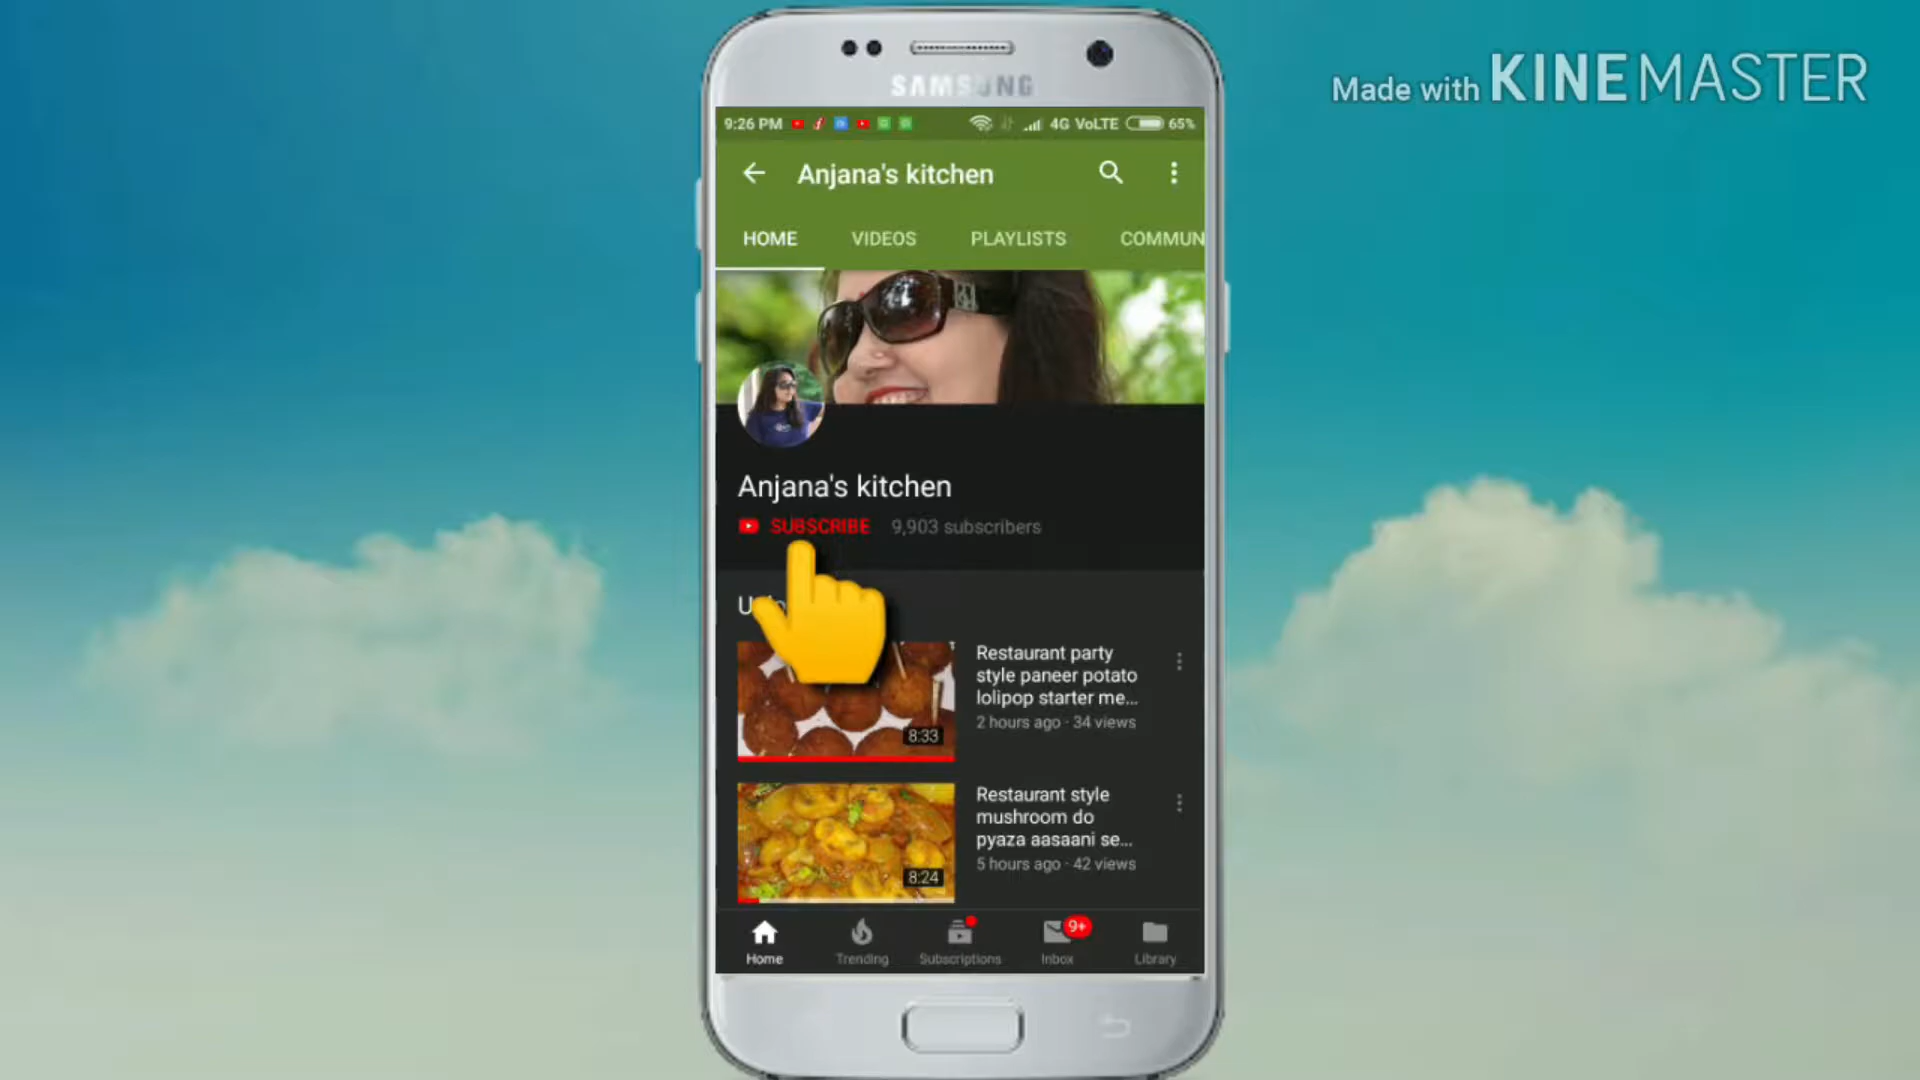 Made with KINEMASTER
SAMSUNG
9:26 PM 4G VoLTE 65%
Anjana's kitchen
HOME VIDEOS PLAYLISTS COMMUN
Anjana's kitchen
SUBSCRIBE 9,903 subscribers
Restaurant party
style paneer potato
lolipop starter me...
2 hours ago · 34 views
8:33
Restaurant style
mushroom do
pyaza aasaani se...
5 hours ago · 42 views
8:24
9+
Home Trending Subscriptions Inbox Library